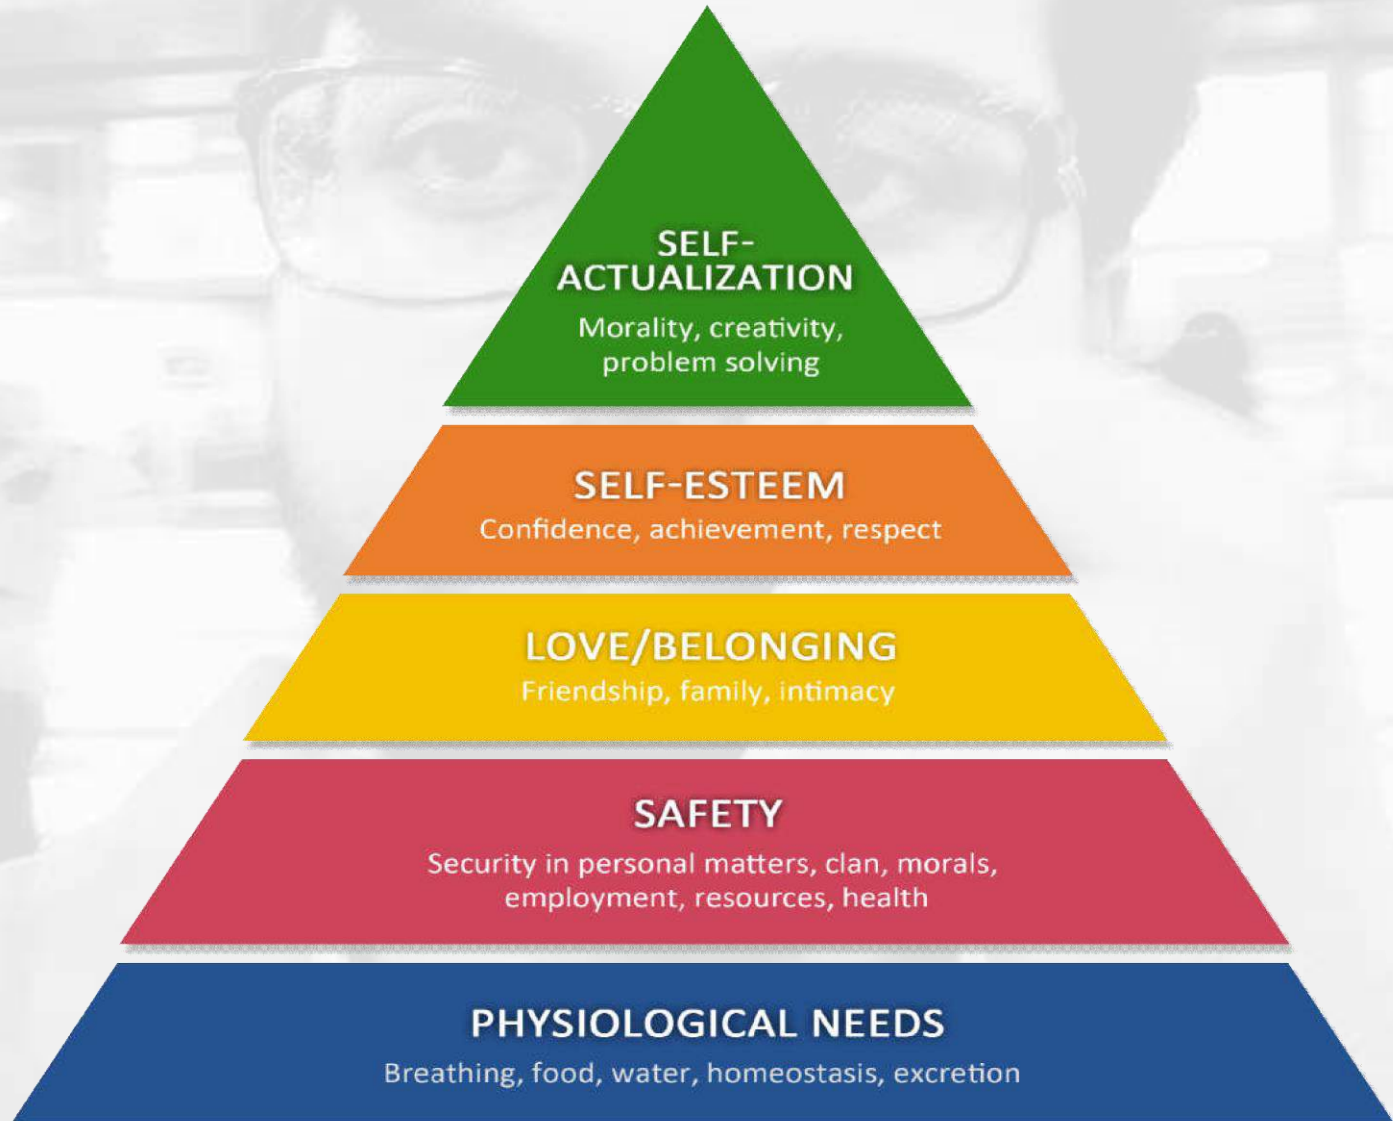 SELF-
ACTUALIZATION
Morality, creativity,
problem solving
SELF-ESTEEM
Confidence, achievement, respect
LOVE/BELONGING
Friendship, family, intimacy
SAFETY
Security in personal matters, clan, morals,
employment, resources, health
PHYSIOLOGICAL NEEDS
Breathing, food, water, homeostasis, excretion